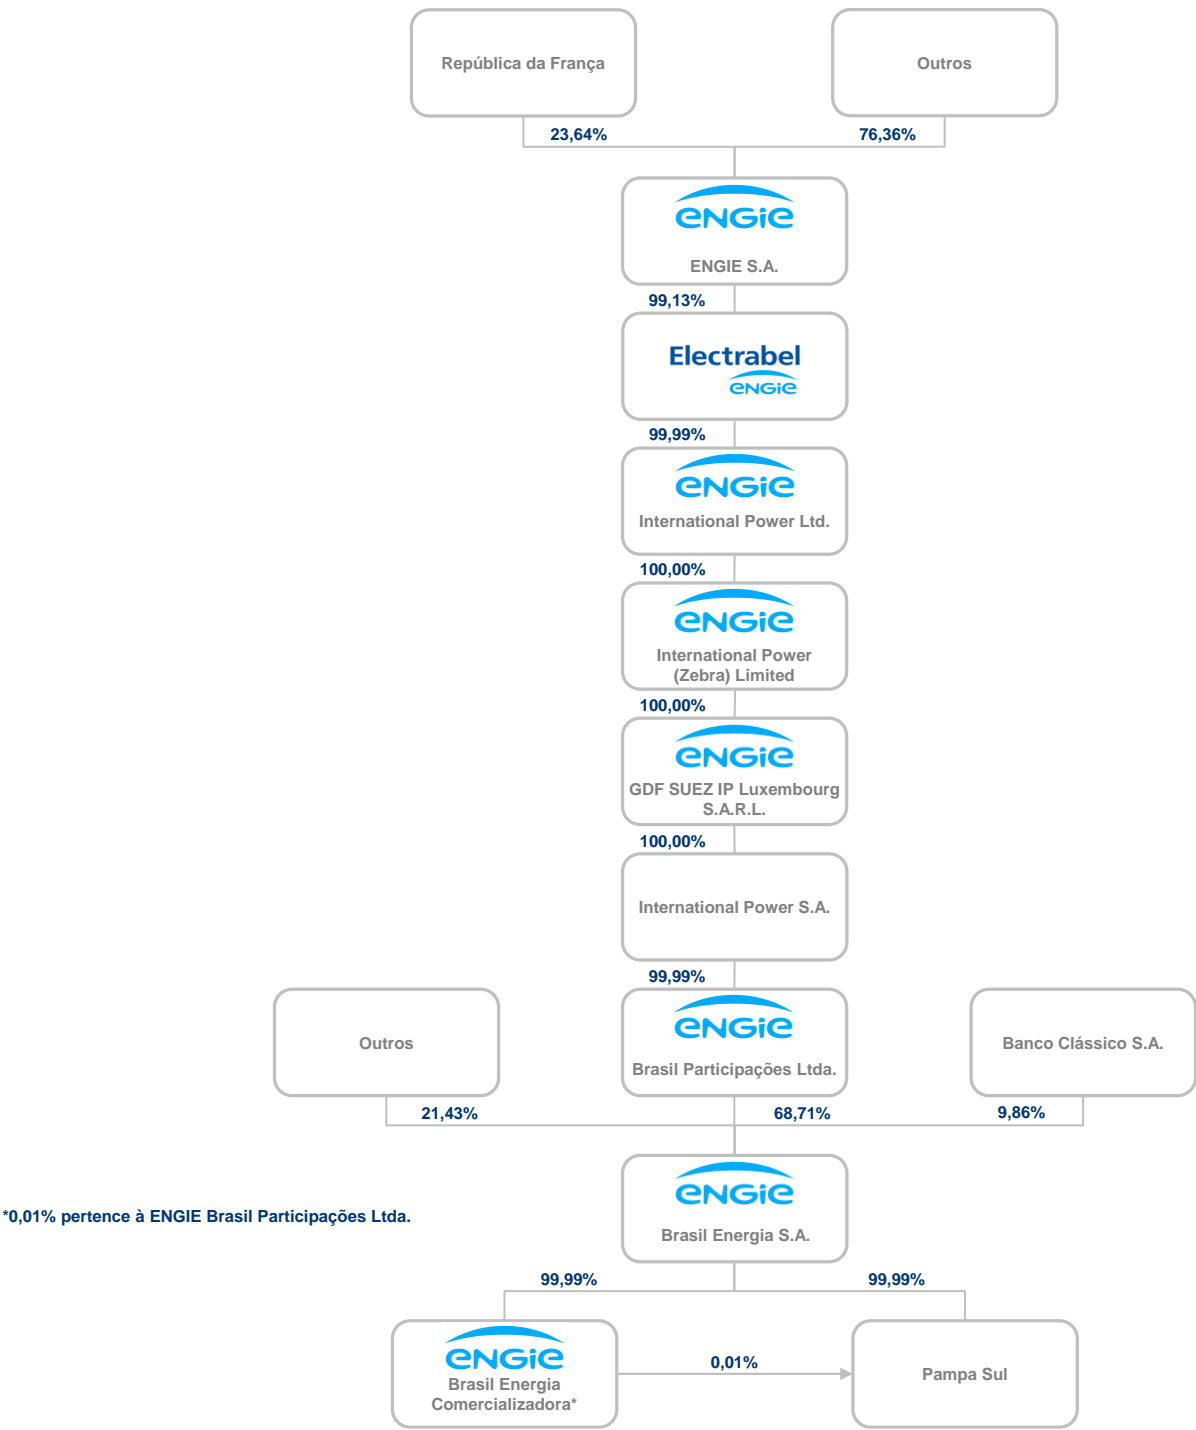 República da França
Outros
23,64%
76,36%
ENGIE
ENGIE S.A.
99,13%
Electrabel
ENGIE
99,99%
ENGIE
International Power Ltd.
100,00%
ENGIE
International Power
(Zebra) Limited
100,00%
ENGIE
GDF SUEZ IP Luxembourg
S.A.R.L.
100,00%
International Power S.A.
99,99%
Outros
ENGIE
Brasil Participações Ltda.
Banco Clássico S.A.
21,43%
68,71%
9,86%
ENGIE
Brasil Energia S.A.
*0,01% pertence à ENGIE Brasil Participações Ltda.
99,99%
99,99%
ENGIE
Brasil Energia
Comercializadora*
0,01%
Pampa Sul